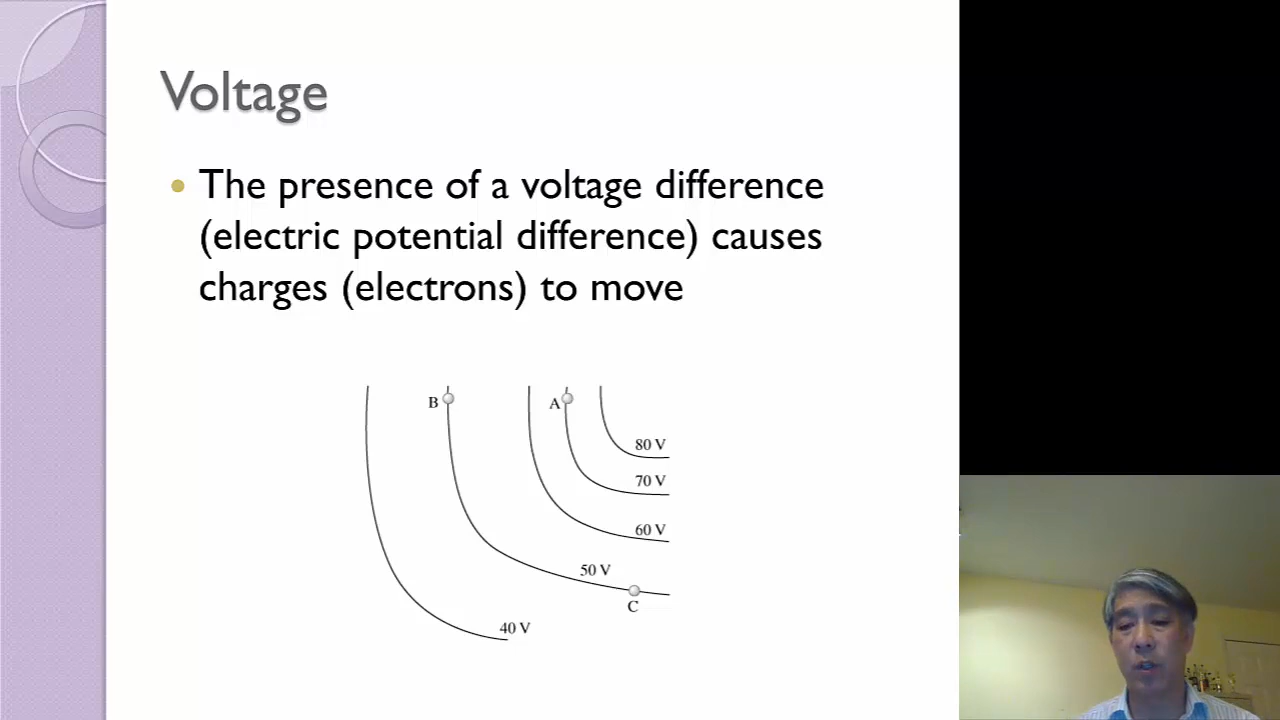 Voltage
The presence of a voltage difference
(electric potential difference) causes
charges (electrons) to move
B
A
80 V
70 V
60 V
50 V
C
40 V